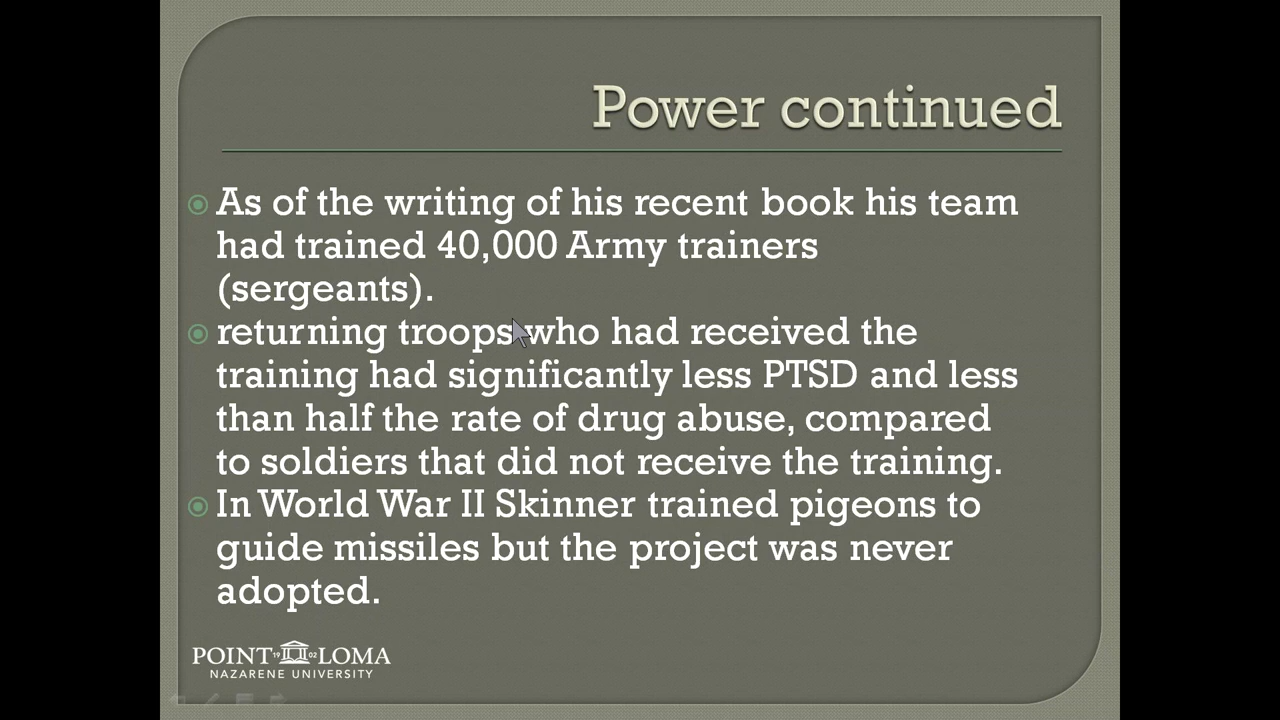 Power continued
As of the writing of his recent book his team
had trained 40,000 Army trainers
(sergeants).
returning troops who had received the
training had significantly less PTSD and less
than half the rate of drug abuse, compared
to soldiers that did not receive the training.
In World War II Skinner trained pigeons to
guide missiles but the project was never
adopted.
POINT 19 02 LOMA
NAZARENE UNIVERSITY